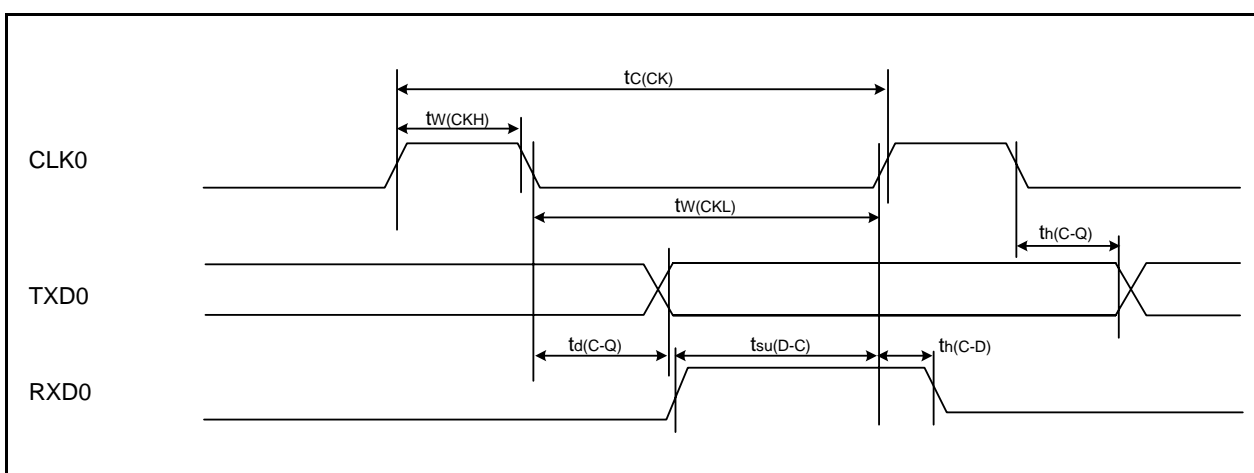 tC(CK)
tW(CKH)
CLK0
tW(CKL)
th(C-Q)
TXD0
td(C-Q)
tsu(D-C)
th(C-D)
RXD0